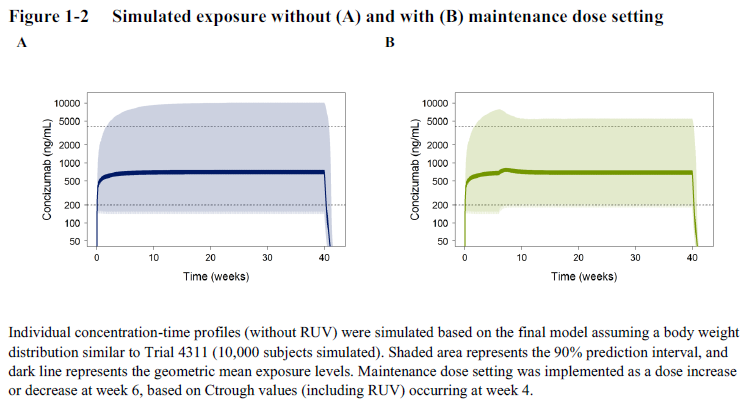 Figure 1-2 Simulated exposure without (A) and with (B) maintenance dose setting
A
B
Concizumab (ng/mL)
10000
5000
2000
1000
500
200
100
50
0
10
20
30
40
Time (weeks)
Concizumab (ng/mL)
10000
5000
2000
1000
500
200
100
50
0
10
20
30
40
Time (weeks)
Individual concentration-time profiles (without RUV) were simulated based on the final model assuming a body weight
distribution similar to Trial 4311 (10,000 subjects simulated). Shaded area represents the 90% prediction interval, and
dark line represents the geometric mean exposure levels. Maintenance dose setting was implemented as a dose increase
or decrease at week 6, based on Ctrough values (including RUV) occurring at week 4.